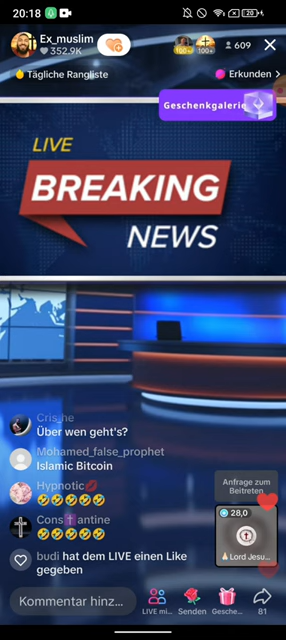 20:18
Ex_muslim
352.9K
100+
100+
609
Tägliche Rangliste
Erkunden
Geschenkgalerie
LIVE
BREAKING
NEWS
Cris_he
Über wen geht's?
Mohamed_false_prophet
Islamic Bitcoin
Hypnotic💋
🤣🤣🤣🤣🤣
Cons✝️antine
🤣🤣🤣🤣🤣
budi hat dem LIVE einen Like
gegeben
Anfrage zum
Beitreten
28,0
🙏🏻Lord Jesu...
Kommentar hinz...
LIVE mi...
Senden
Gesche...
81